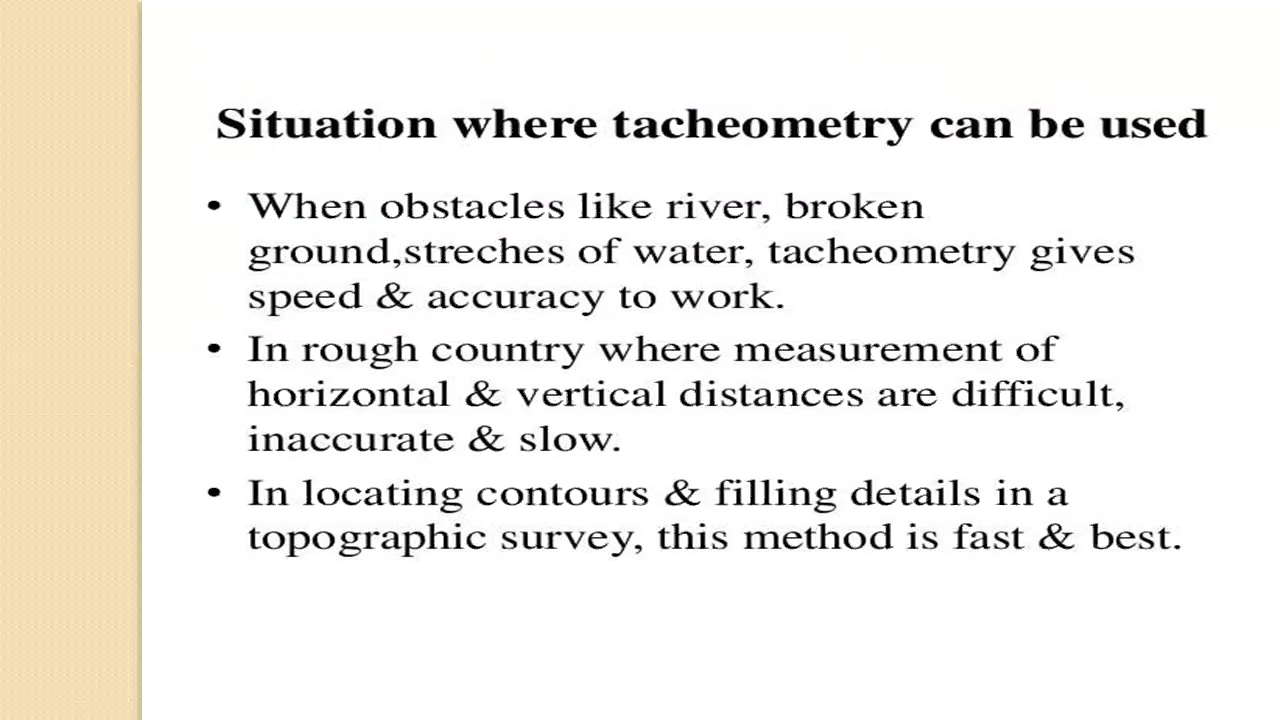 Situation where tacheometry can be used
• When obstacles like river, broken
ground,streches of water, tacheometry gives
speed & accuracy to work.
• In rough country where measurement of
horizontal & vertical distances are difficult,
inaccurate & slow.
• In locating contours & filling details in a
topographic survey, this method is fast & best.